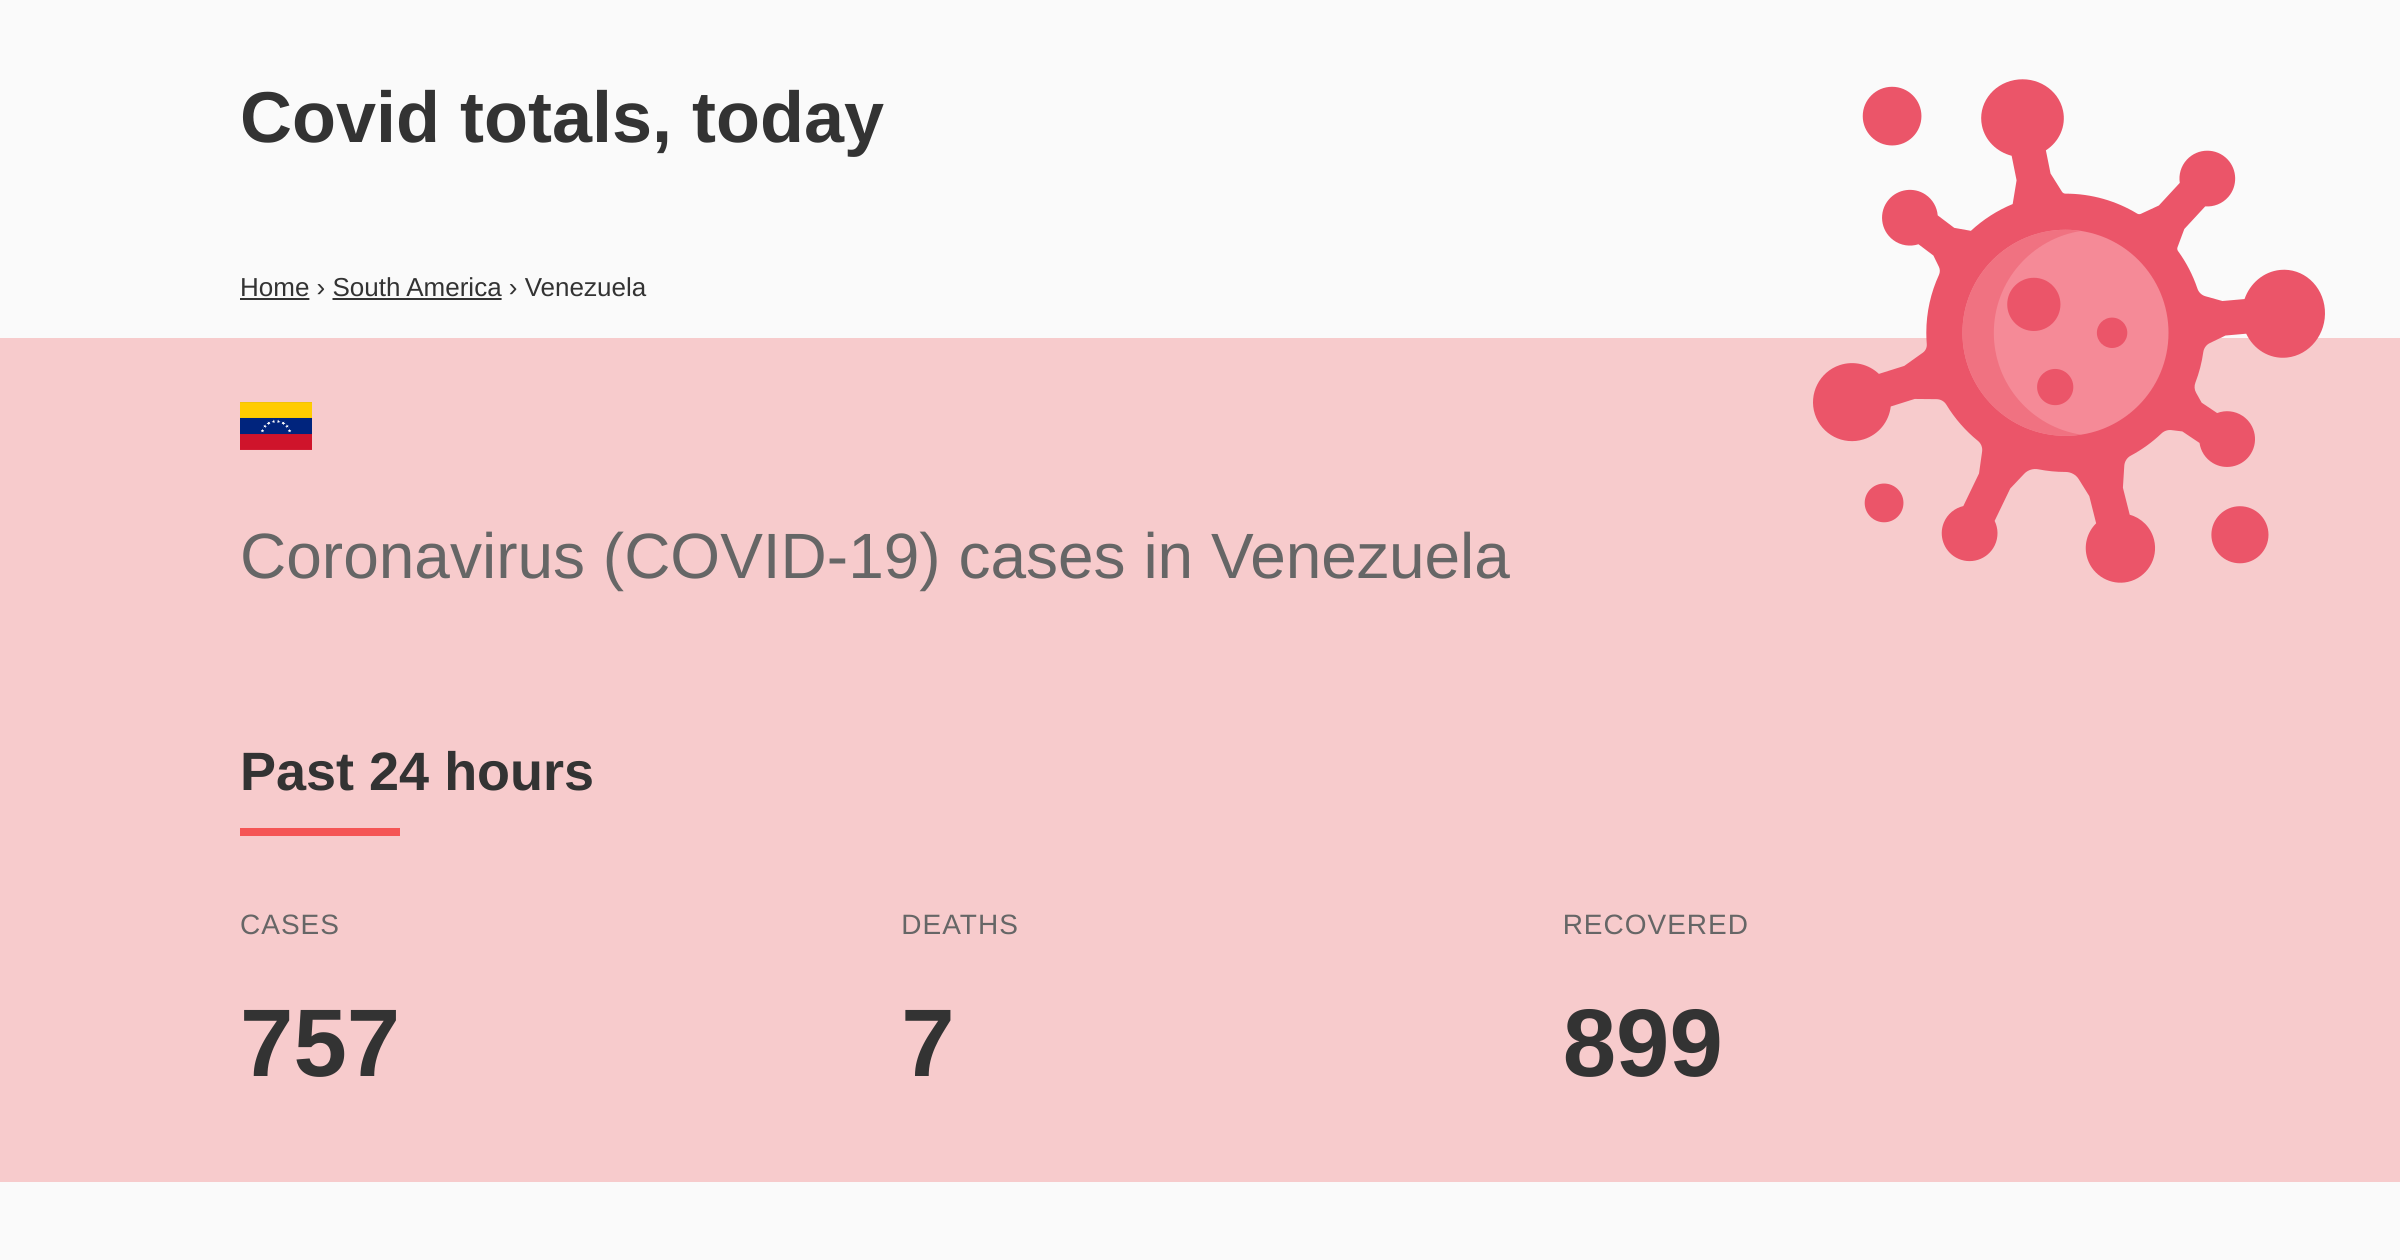 Covid totals, today
Home › South America › Venezuela
Coronavirus (COVID-19) cases in Venezuela
Past 24 hours
CASES
DEATHS
RECOVERED
757
7
899